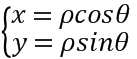 x = ρcosθ
y = ρsinθ